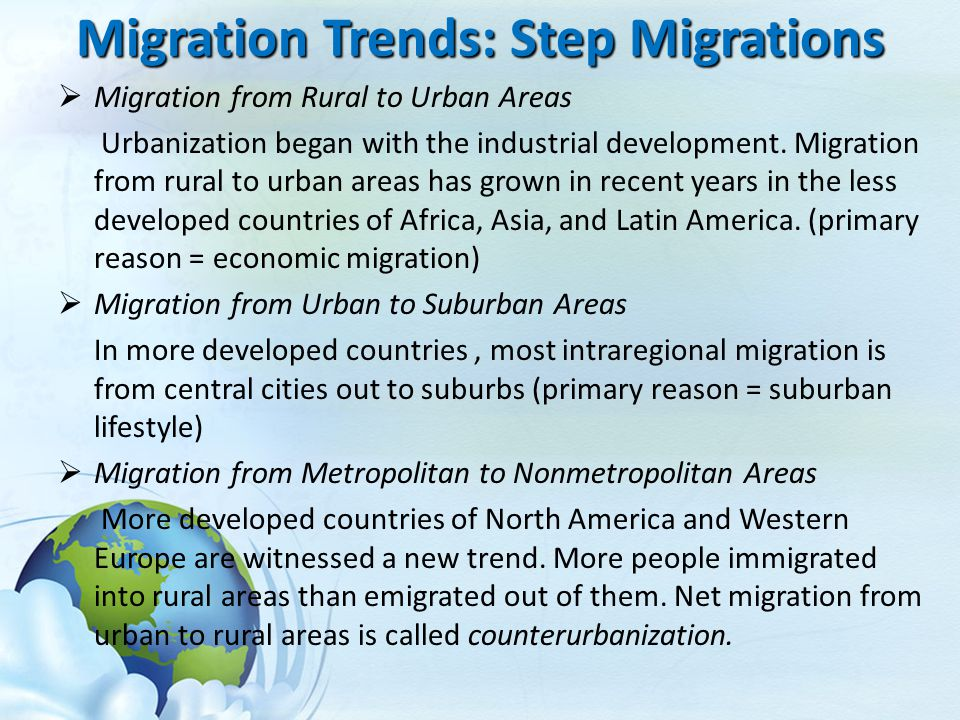 Migration Trends: Step Migrations
➢ Migration from Rural to Urban Areas
Urbanization began with the industrial development. Migration
from rural to urban areas has grown in recent years in the less
developed countries of Africa, Asia, and Latin America. (primary
reason = economic migration)
➢ Migration from Urban to Suburban Areas
In more developed countries , most intraregional migration is
from central cities out to suburbs (primary reason = suburban
lifestyle)
➢ Migration from Metropolitan to Nonmetropolitan Areas
More developed countries of North America and Western
Europe are witnessed a new trend. More people immigrated
into rural areas than emigrated out of them. Net migration from
urban to rural areas is called counterurbanization.